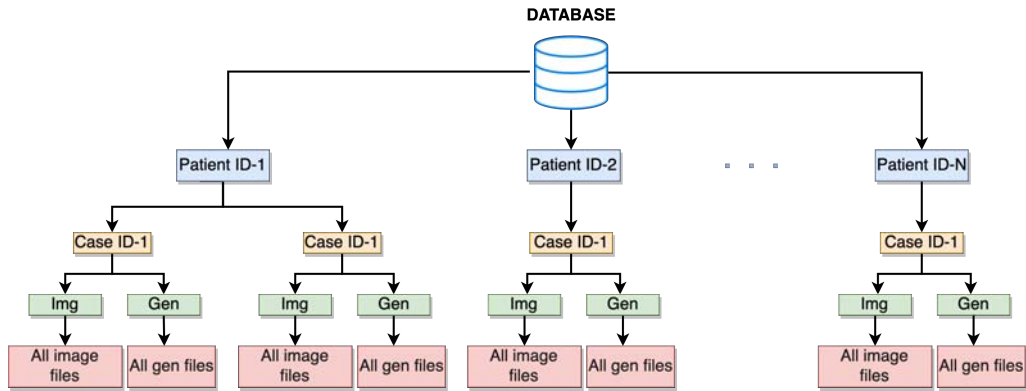 DATABASE
Patient ID-1
Patient ID-2
Patient ID-N
Case ID-1
Case ID-1
Case ID-1
Case ID-1
Img
Gen
Img
Gen
Img
Gen
Img
Gen
All image
files
All gen files
All image
files
All gen files
All image
files
All gen files
All image
files
All gen files